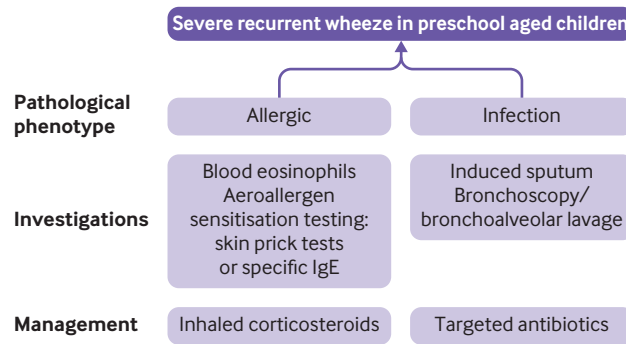 Severe recurrent wheeze in preschool aged children
Pathological
phenotype
Allergic
Infection
Investigations
Blood eosinophils
Aeroallergen
sensitisation testing:
skin prick tests
or specific IgE
Induced sputum
Bronchoscopy/
bronchoalveolar lavage
Management
Inhaled corticosteroids
Targeted antibiotics